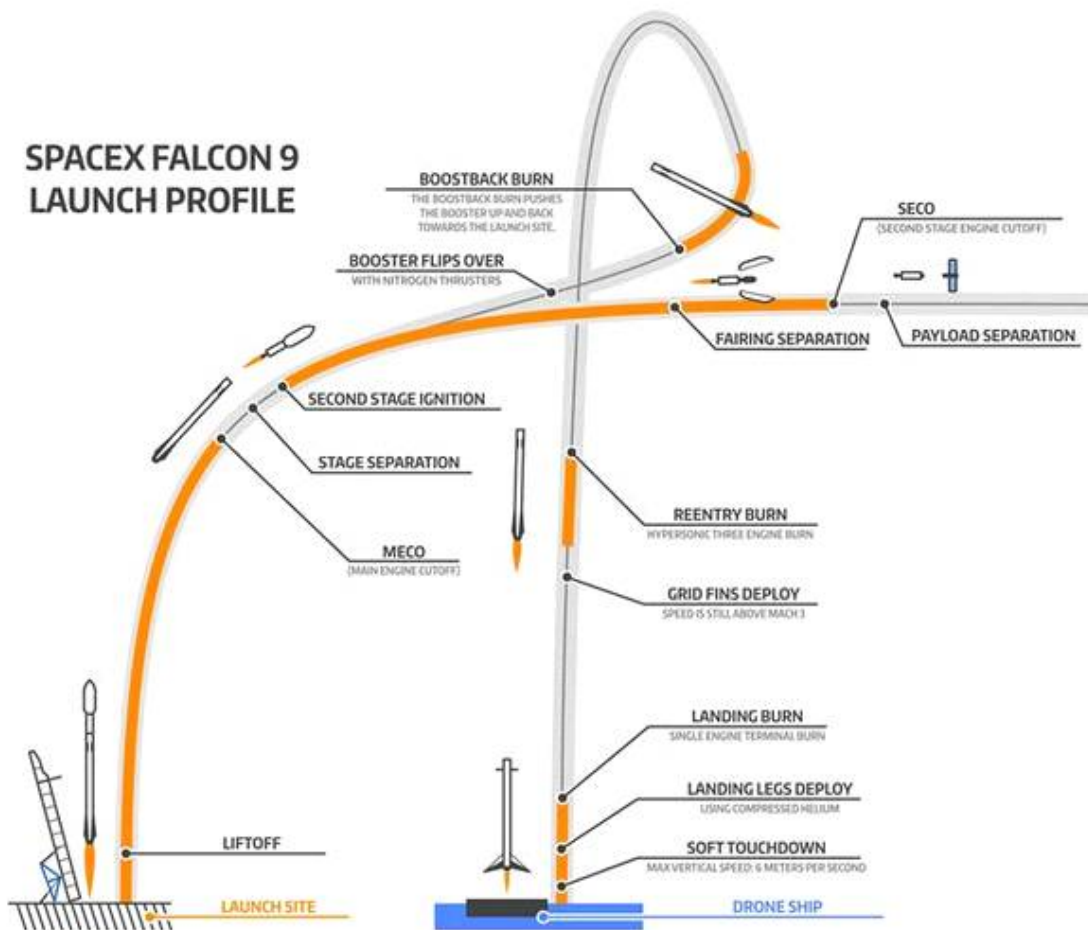 SPACEX FALCON 9
LAUNCH PROFILE
BOOSTBACK BURN
THE BOOSTBACK BURN PUSHES
THE BOOSTER UP AND BACK
TOWARDS THE LAUNCH SITE.
SECO
(SECOND STAGE ENGINE CUTOFF)
BOOSTER FLIPS OVER
WITH NITROGEN THRUSTERS
FAIRING SEPARATION
PAYLOAD SEPARATION
SECOND STAGE IGNITION
STAGE SEPARATION
MECO
(MAIN ENGINE CUTOFF)
REENTRY BURN
HYPERSONIC THREE ENGINE BURN
GRID FINS DEPLOY
SPEED IS STILL ABOVE MACH 3
LANDING BURN
SINGLE ENGINE TERMINAL BURN
LANDING LEGS DEPLOY
USING COMPRESSED HELIUM
SOFT TOUCHDOWN
MAX VERTICAL SPEED: 6 METERS PER SECOND
LIFTOFF
LAUNCH SITE
DRONE SHIP